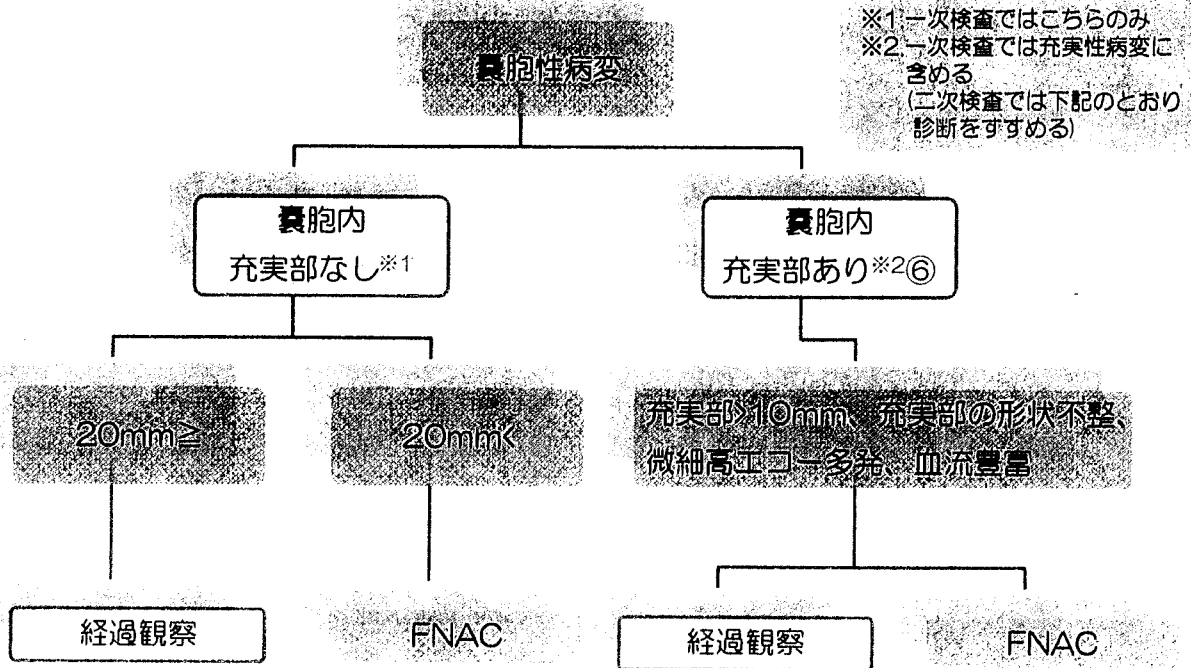 ※1.一次検査ではこちらのみ
※2.一次検査では充実性病変に
含める
(二次検査では下記のとおり
診断をすすめる)
嚢胞性病変
嚢胞内
充実部なし※1
嚢胞内
充実部あり※2⑥
20mm≧
20mm<
充実部>10mm、充実部の形状不整、
微細高エコー多発、血流豊富
経過観察
FNAC
経過観察
FNAC